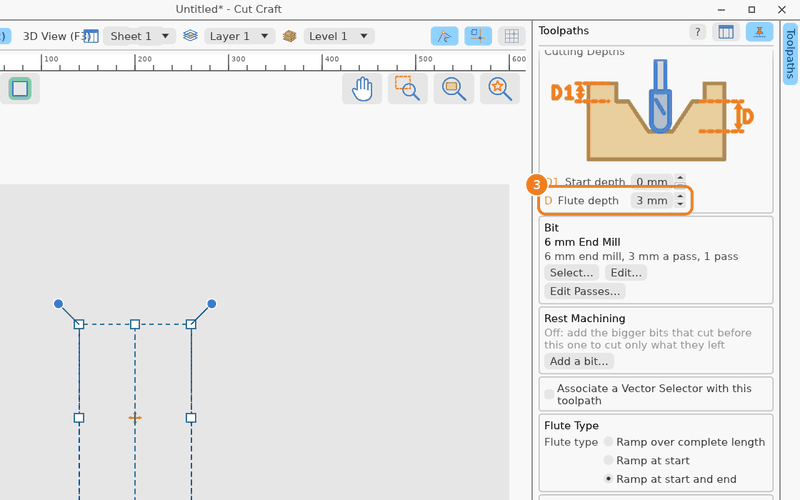 Untitled* - Cut Craft
3D View (F3)
Sheet 1
Layer 1
Level 1
Toolpaths
?
Toolpaths
100
200
300
400
500
600
Cutting Depths
D1
D
D1 Start depth 0 mm
3
D Flute depth 3 mm
Bit
6 mm End Mill
6 mm end mill, 3 mm a pass, 1 pass
Select... Edit...
Edit Passes...
Rest Machining
Off: add the bigger bits that cut before
this one to cut only what they left
Add a bit...
Associate a Vector Selector with this
toolpath
Flute Type
Flute type Ramp over complete length
Ramp at start
Ramp at start and end